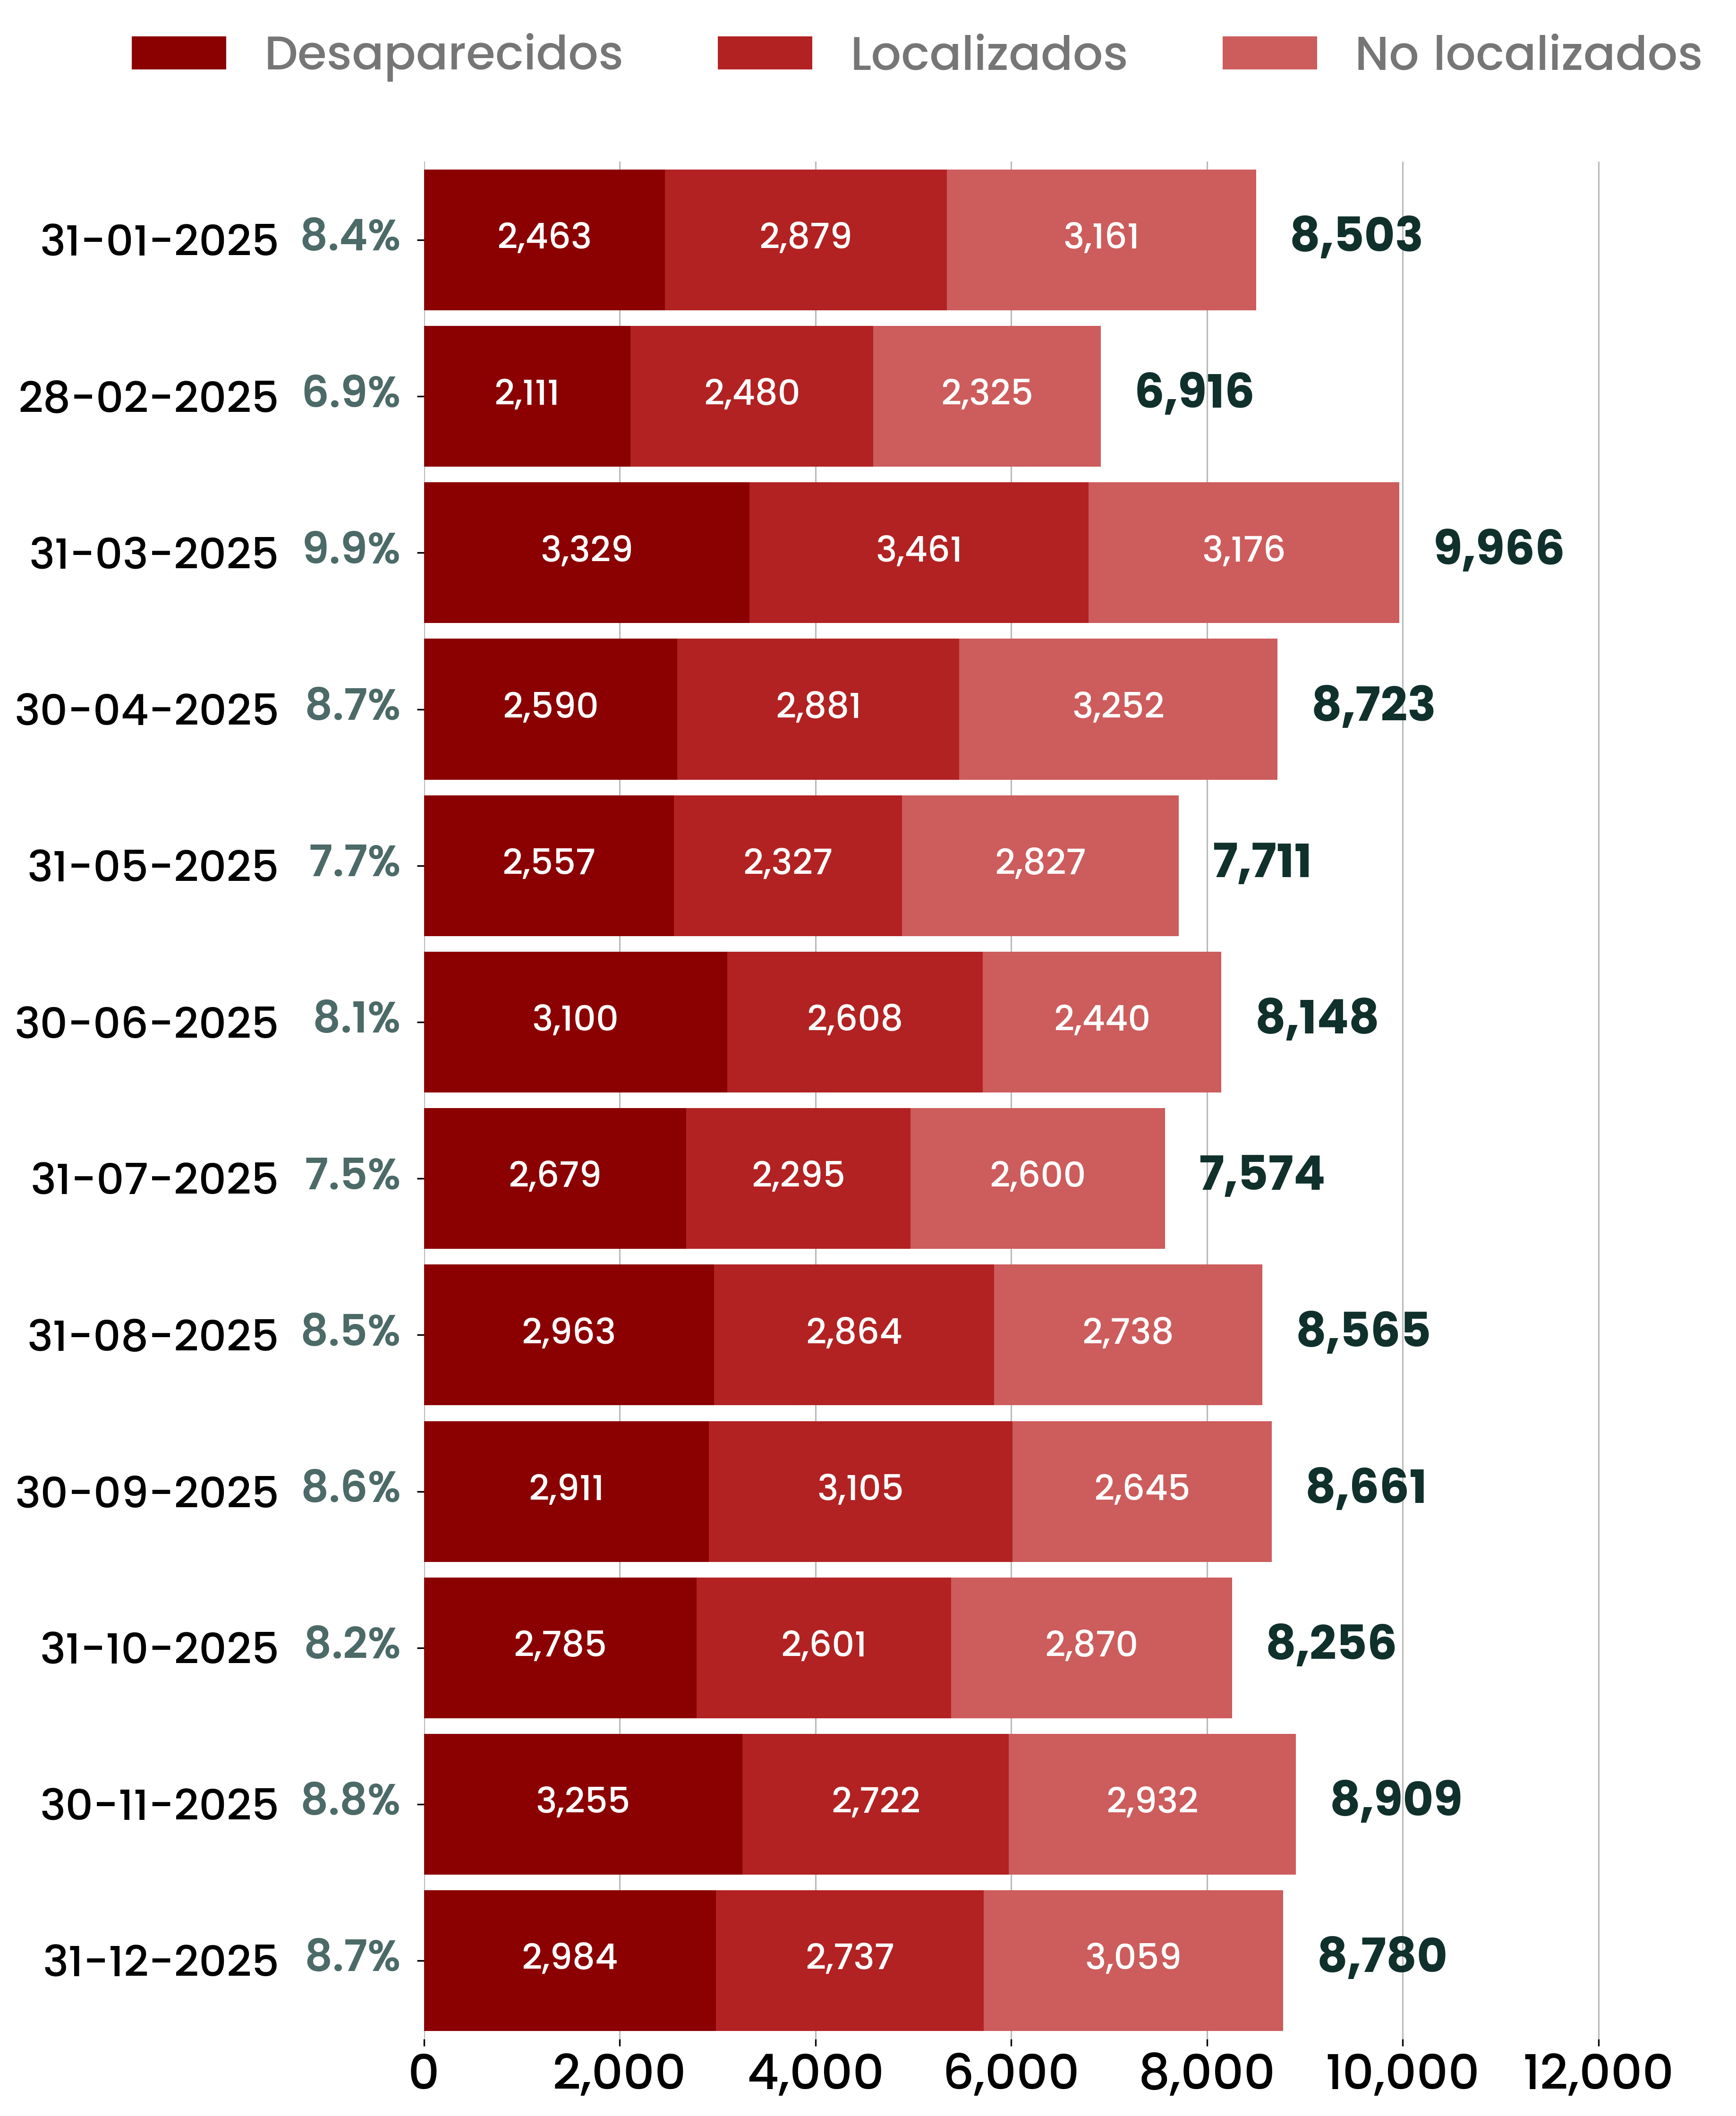 Desaparecidos Localizados No localizados
31-01-2025 8.4% 2,463 2,879 3,161 8,503
28-02-2025 6.9% 2,111 2,480 2,325 6,916
31-03-2025 9.9% 3,329 3,461 3,176 9,966
30-04-2025 8.7% 2,590 2,881 3,252 8,723
31-05-2025 7.7% 2,557 2,327 2,827 7,711
30-06-2025 8.1% 3,100 2,608 2,440 8,148
31-07-2025 7.5% 2,679 2,295 2,600 7,574
31-08-2025 8.5% 2,963 2,864 2,738 8,565
30-09-2025 8.6% 2,911 3,105 2,645 8,661
31-10-2025 8.2% 2,785 2,601 2,870 8,256
30-11-2025 8.8% 3,255 2,722 2,932 8,909
31-12-2025 8.7% 2,984 2,737 3,059 8,780
0 2,000 4,000 6,000 8,000 10,000 12,000